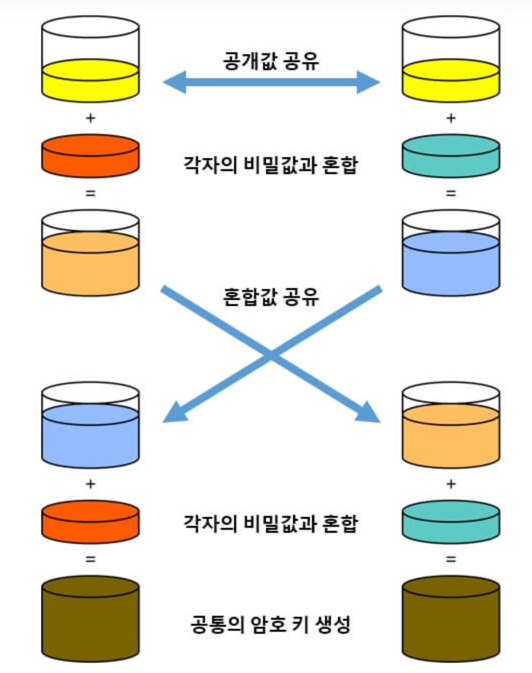 공개값 공유
+ +
각자의 비밀값과 혼합
= =
혼합값 공유
+ +
각자의 비밀값과 혼합
= =
공통의 암호 키 생성